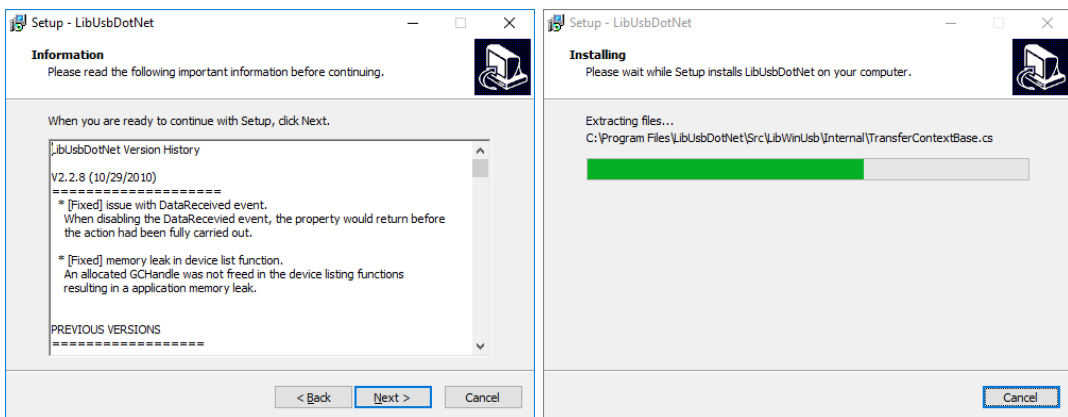 Setup - LibUsbDotNet
Information
Please read the following important information before continuing.
When you are ready to continue with Setup, click Next.
LibUsbDotNet Version History
V2.2.8 (10/29/2010)
====================
* [Fixed] issue with DataReceived event.
When disabling the DataRecevied event, the property would return before
the action had been fully carried out.
* [Fixed] memory leak in device list function.
An allocated GCHandle was not freed in the device listing functions
resulting in a application memory leak.
PREVIOUS VERSIONS
==================
< Back
Next >
Cancel
Setup - LibUsbDotNet
Installing
Please wait while Setup installs LibUsbDotNet on your computer.
Extracting files...
C:\Program Files\LibUsbDotNet\Src\LibWinUsb\Internal\TransferContextBase.cs
Cancel